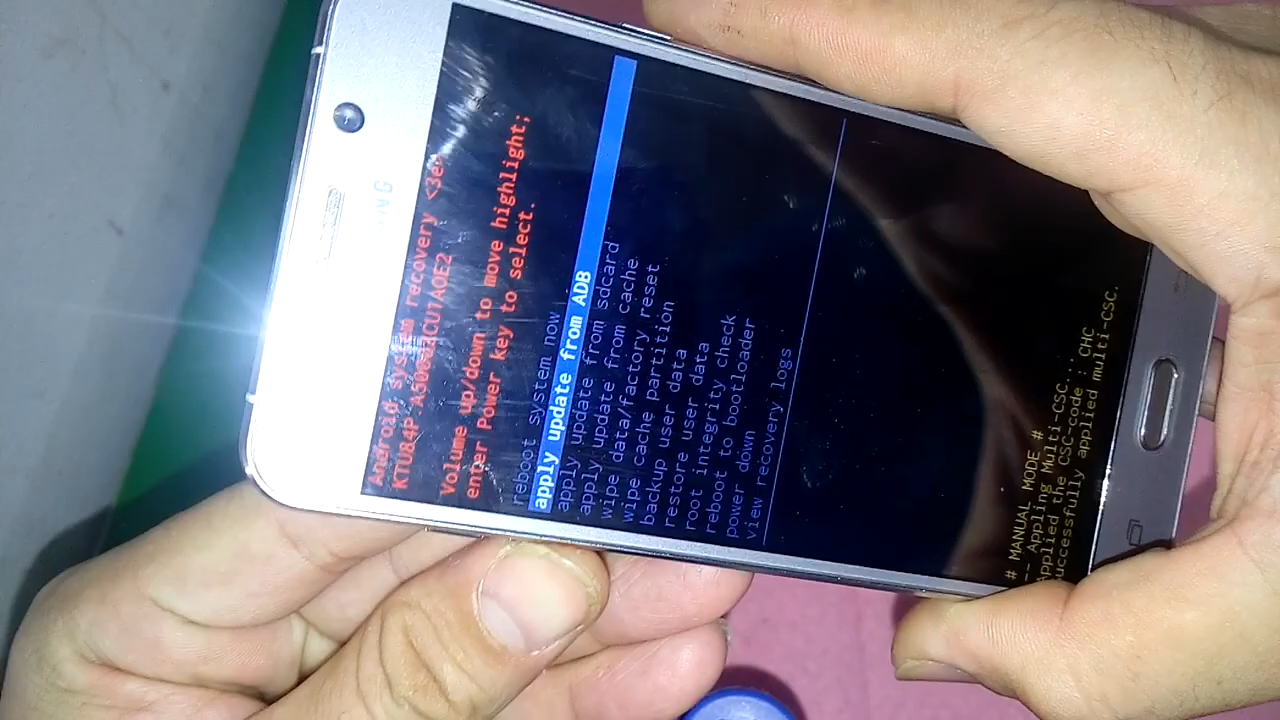 Android system recovery <3e>
Volume up/down to move highlight;
enter Power key to select.
reboot system now
apply update from ADB
apply update from sdcard
apply update from cache
wipe data/factory reset
wipe cache partition
backup user data
restore user data
root integrity check
reboot to bootloader
power down
view recovery logs
# MANUAL MODE #
-- Appling Multi-CSC...
Applied the CSC-code : CHC
uccessfully applied multi-CSC.